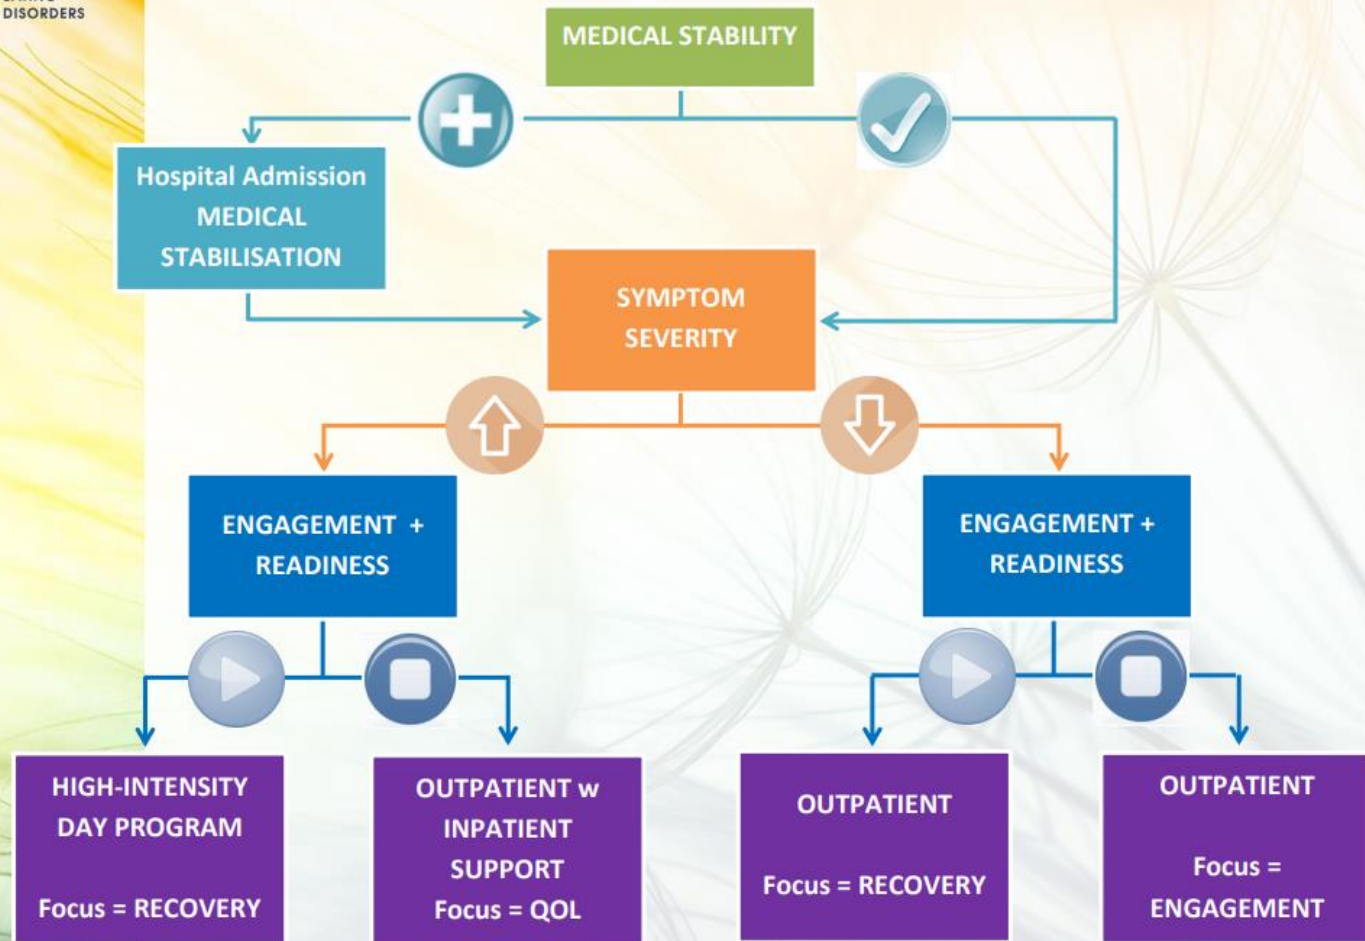 DISORDERS
MEDICAL STABILITY
Hospital Admission
MEDICAL
STABILISATION
SYMPTOM
SEVERITY
ENGAGEMENT +
READINESS
ENGAGEMENT +
READINESS
HIGH-INTENSITY
DAY PROGRAM
Focus = RECOVERY
OUTPATIENT w
INPATIENT
SUPPORT
Focus = QOL
OUTPATIENT
Focus = RECOVERY
OUTPATIENT
Focus =
ENGAGEMENT